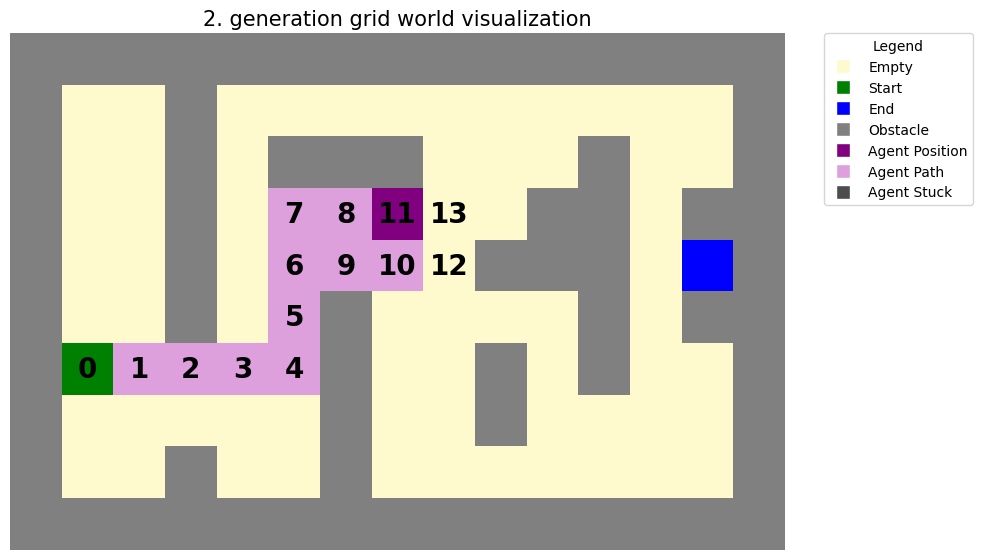 2. generation grid world visualization
Legend
Empty
Start
End
Obstacle
Agent Position
Agent Path
Agent Stuck
7 8 11 13
6 9 10 12
5
0 1 2 3 4